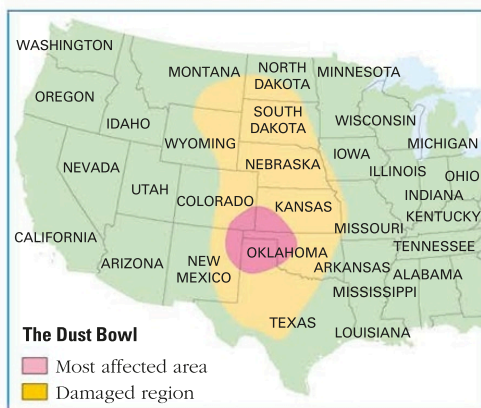 WASHINGTON
MONTANA
NORTH
DAKOTA
MINNESOTA
OREGON
IDAHO
SOUTH
DAKOTA
WISCONSIN
WYOMING
MICHIGAN
NEBRASKA
IOWA
NEVADA
UTAH
ILLINOIS
OHIO
INDIANA
COLORADO
KANSAS
KENTUCKY
MISSOURI
CALIFORNIA
TENNESSEE
ARIZONA
NEW
MEXICO
OKLAHOMA
ARKANSAS
ALABAMA
MISSISSIPPI
TEXAS
LOUISIANA
The Dust Bowl
Most affected area
Damaged region